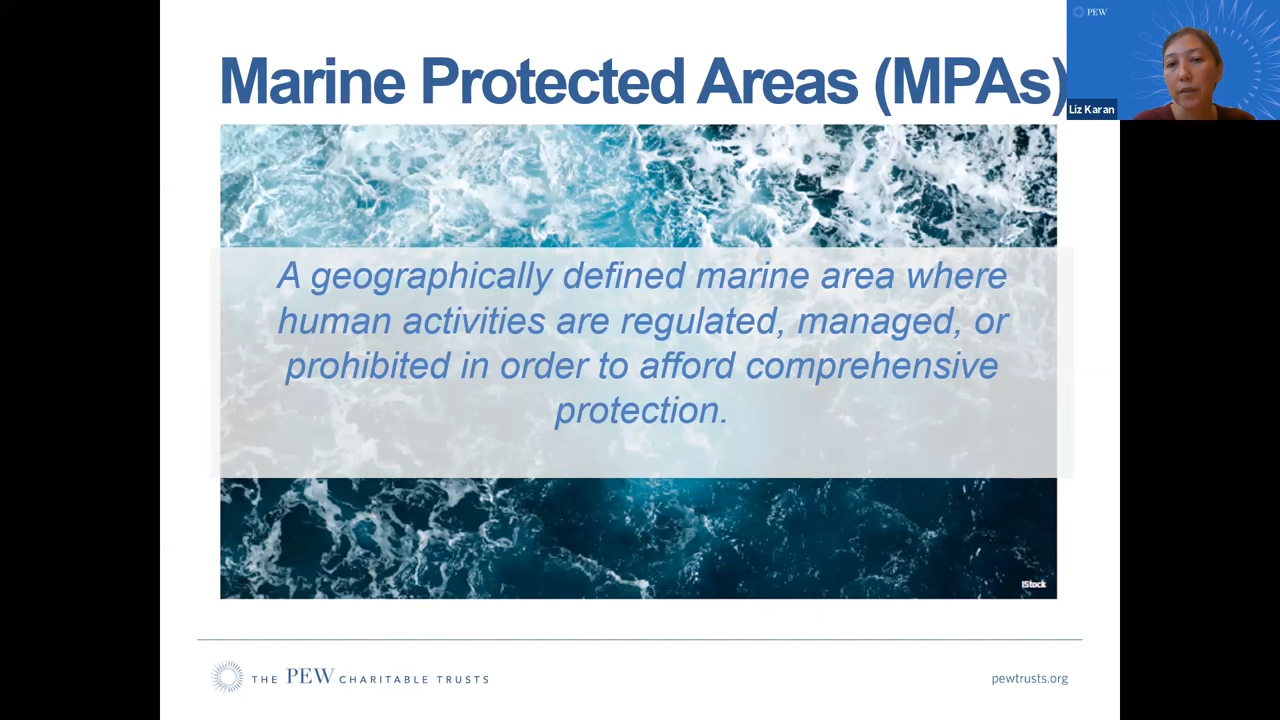 Marine Protected Areas (MPAs)
PEW
Liz Karan
A geographically defined marine area where
human activities are regulated, managed, or
prohibited in order to afford comprehensive
protection.
iStock
THE PEW CHARITABLE TRUSTS
pewtrusts.org